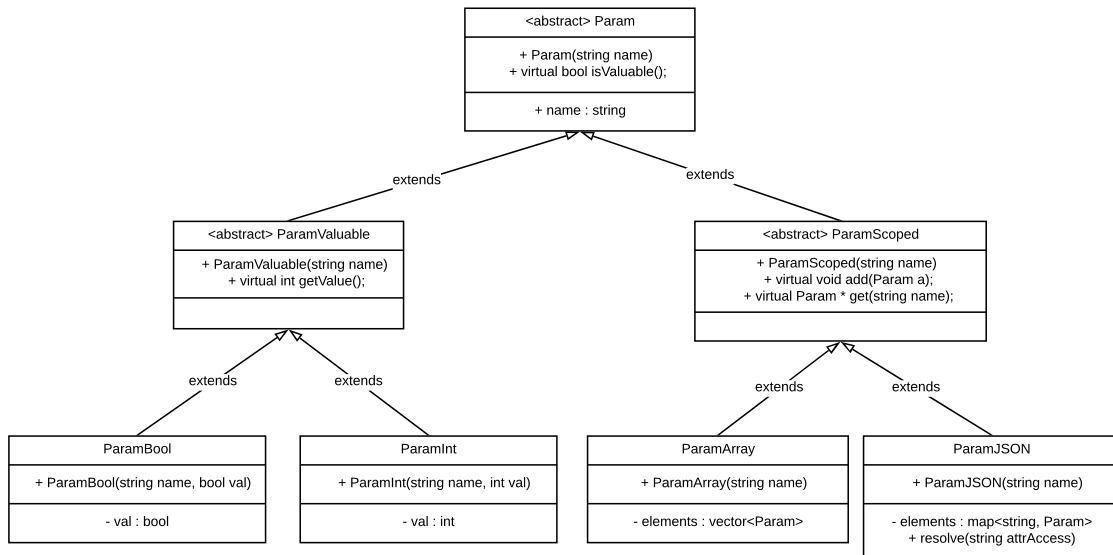 <abstract> Param
+ Param(string name)
+ virtual bool isValuable();
+ name : string
extends
extends
<abstract> ParamValuable
+ ParamValuable(string name)
+ virtual int getValue();
<abstract> ParamScoped
+ ParamScoped(string name)
+ virtual void add(Param a);
+ virtual Param * get(string name);
extends
extends
extends
extends
ParamBool
+ ParamBool(string name, bool val)
- val : bool
ParamInt
+ ParamInt(string name, int val)
- val : int
ParamArray
+ ParamArray(string name)
- elements : vector<Param>
ParamJSON
+ ParamJSON(string name)
- elements : map<string, Param>
+ resolve(string attrAccess)